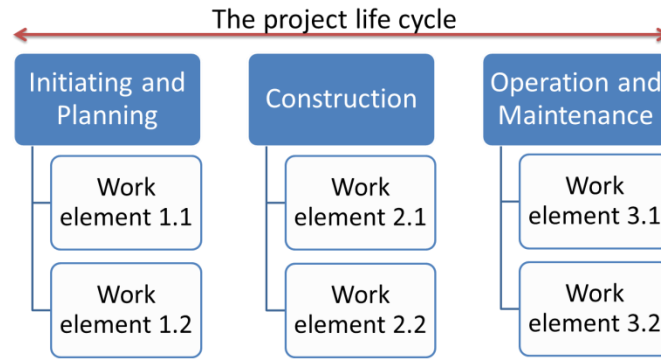 The project life cycle
Initiating and
Planning
Work
element 1.1
Work
element 1.2
Construction
Work
element 2.1
Work
element 2.2
Operation and
Maintenance
Work
element 3.1
Work
element 3.2